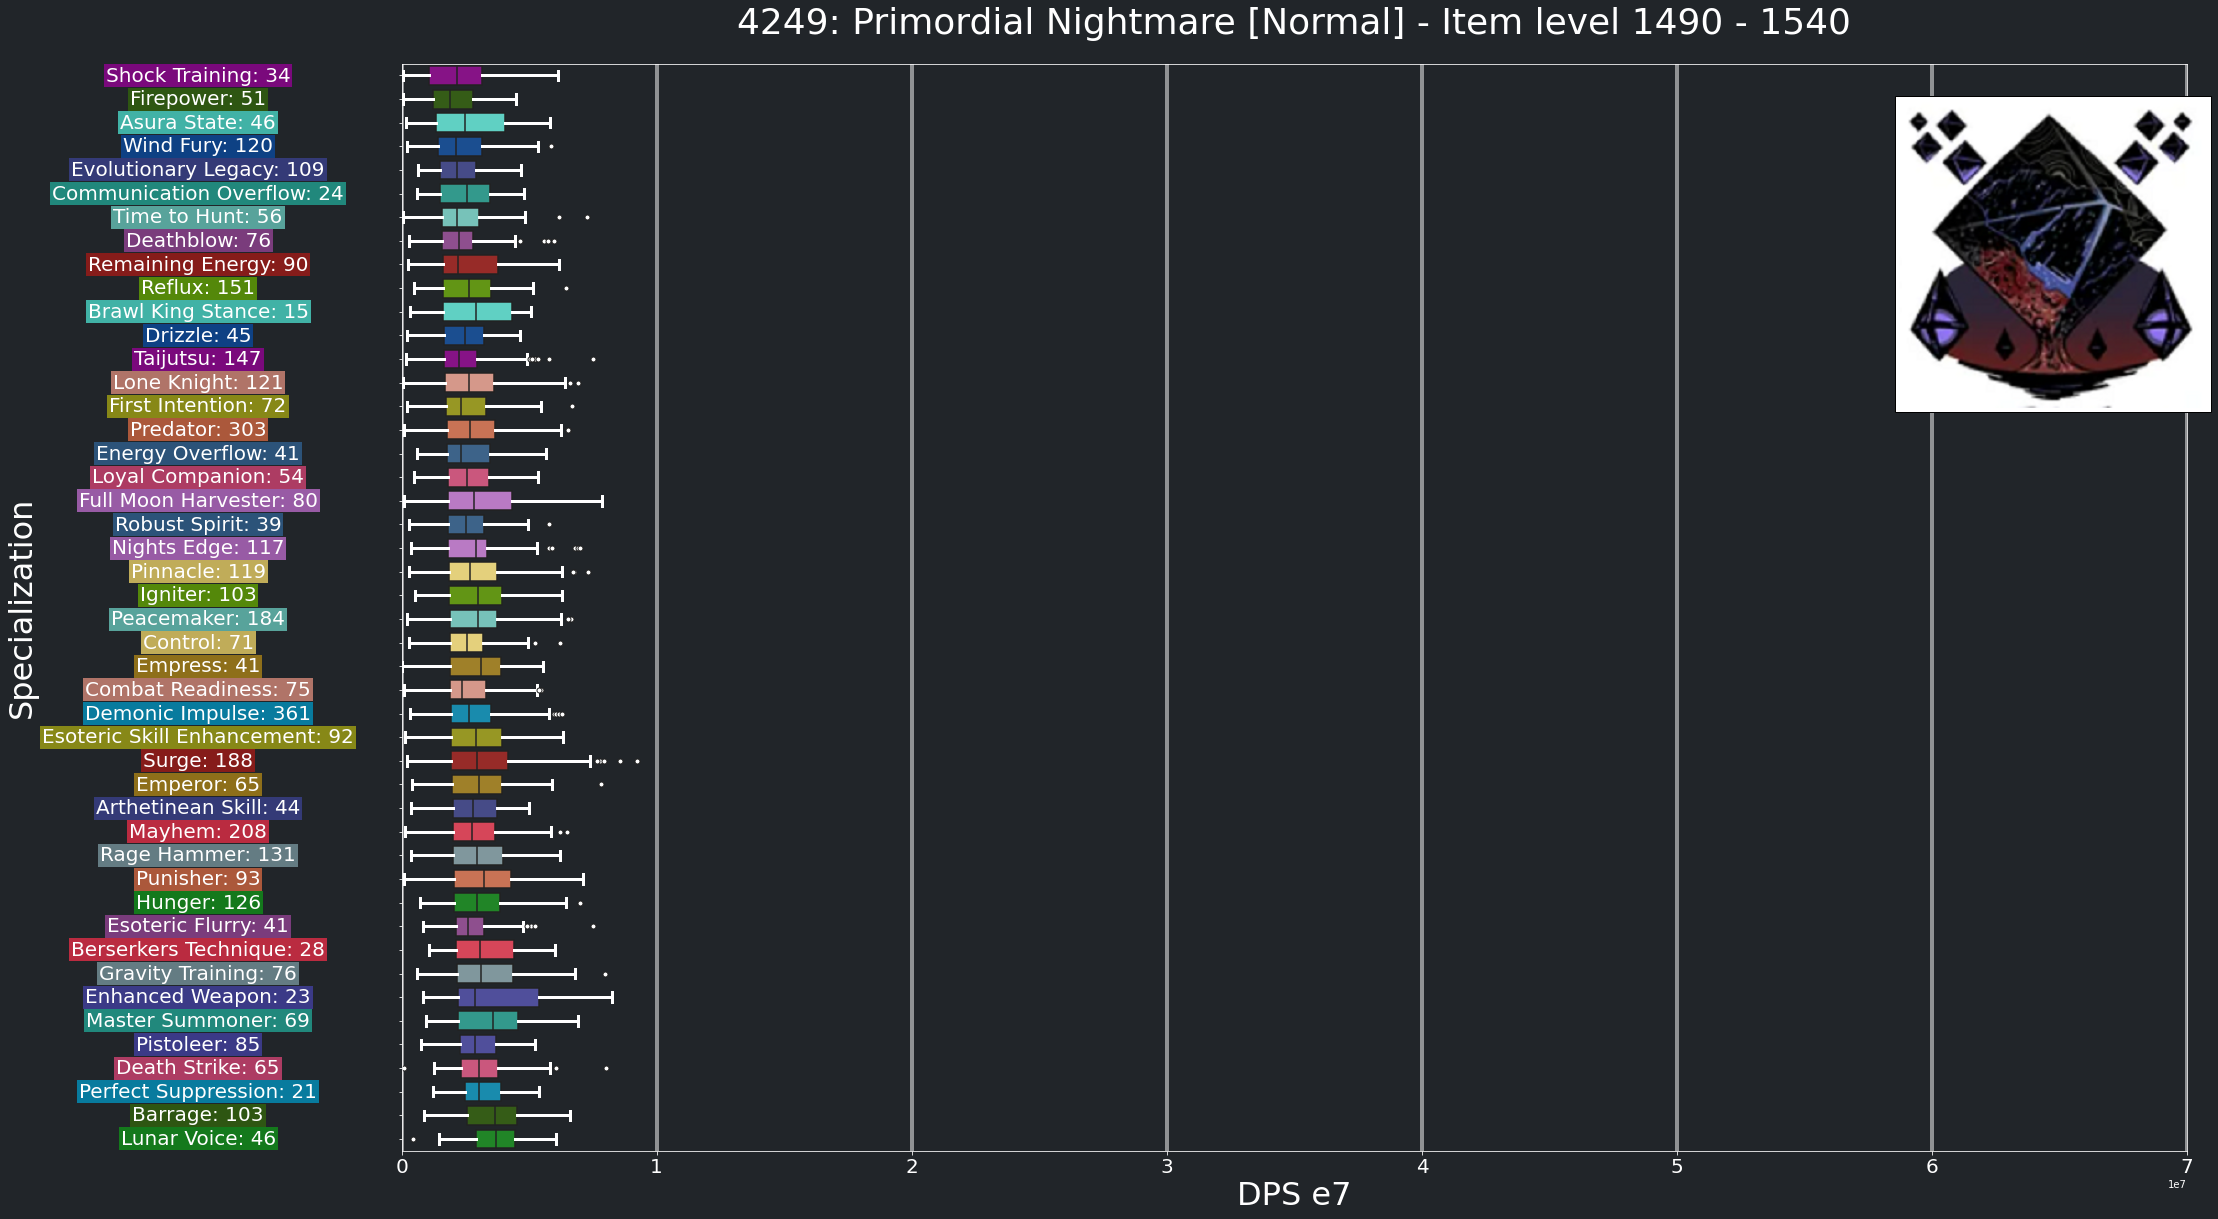 4249: Primordial Nightmare [Normal] - Item level 1490 - 1540
Shock Training: 34
Firepower: 51
Asura State: 46
Wind Fury: 120
Evolutionary Legacy: 109
Communication Overflow: 24
Time to Hunt: 56
Deathblow: 76
Remaining Energy: 90
Reflux: 151
Brawl King Stance: 15
Drizzle: 45
Taijutsu: 147
Lone Knight: 121
First Intention: 72
Predator: 303
Energy Overflow: 41
Loyal Companion: 54
Full Moon Harvester: 80
Robust Spirit: 39
Nights Edge: 117
Pinnacle: 119
Igniter: 103
Peacemaker: 184
Control: 71
Empress: 41
Combat Readiness: 75
Demonic Impulse: 361
Esoteric Skill Enhancement: 92
Surge: 188
Emperor: 65
Arthetinean Skill: 44
Mayhem: 208
Rage Hammer: 131
Punisher: 93
Hunger: 126
Esoteric Flurry: 41
Berserkers Technique: 28
Gravity Training: 76
Enhanced Weapon: 23
Master Summoner: 69
Pistoleer: 85
Death Strike: 65
Perfect Suppression: 21
Barrage: 103
Lunar Voice: 46
Specialization
0 1 2 3 4 5 6 7
1e7
DPS e7